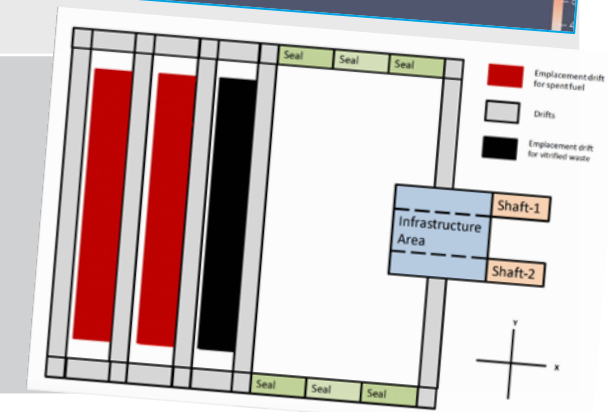 Seal
Seal
Seal
Emplacement drift
for spent fuel
Drifts
Emplacement drift
for vitrified waste
Shaft-1
Infrastructure
Area
Shaft-2
Y
X
Seal
Seal
Seal